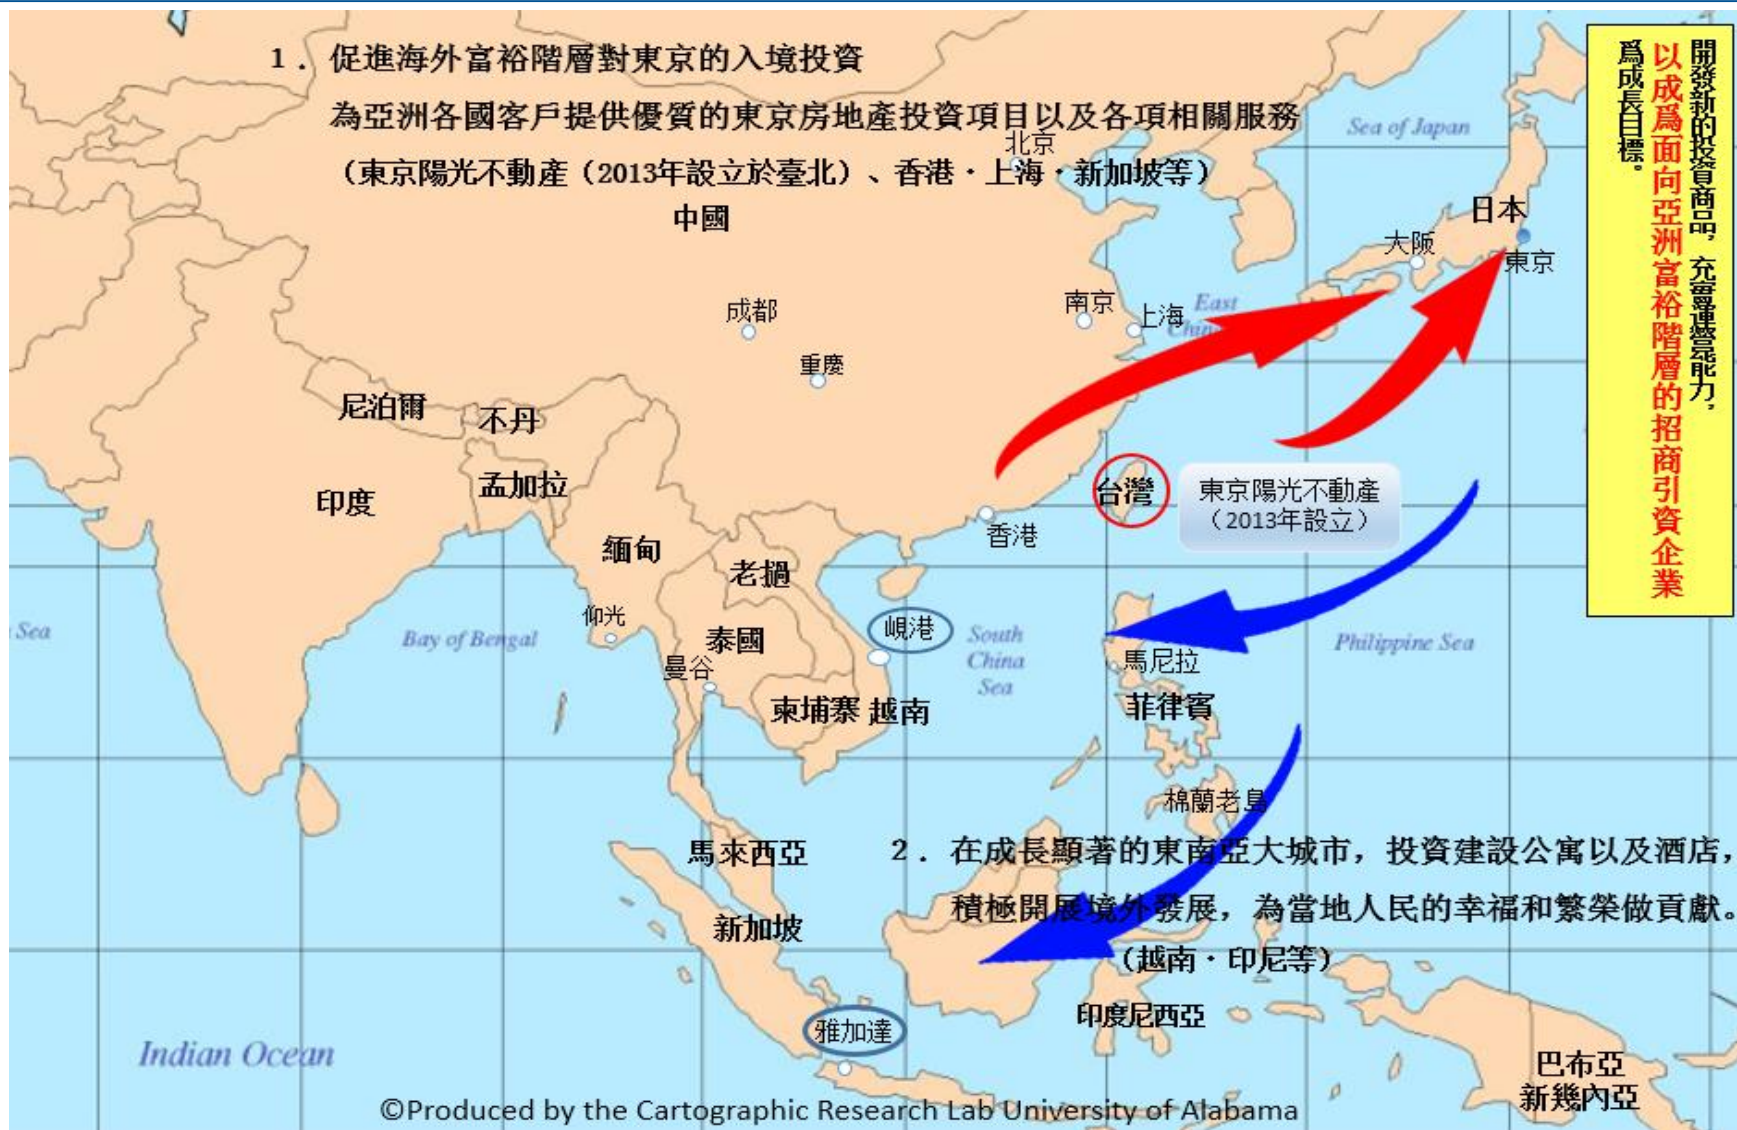 1．促進海外富裕階層對東京的入境投資
為亞洲各國客戶提供優質的東京房地產投資項目以及各項相關服務
（東京陽光不動產（2013年設立於臺北）、香港・上海・新加坡等）
開發新的投資商品，充實運營能力，
以成爲面向亞洲富裕階層的招商引資企業
爲成長目標。
北京
Sea of Japan
中國
日本
大阪
東京
成都
南京
上海
East
重慶
尼泊爾
不丹
孟加拉
印度
台灣
東京陽光不動產
（2013年設立）
香港
緬甸
老撾
仰光
峴港
Sea
Bay of Bengal
泰國
South
China
Sea
Philippine Sea
曼谷
馬尼拉
柬埔寨
越南
菲律賓
棉蘭老島
馬來西亞
2．在成長顯著的東南亞大城市，投資建設公寓以及酒店，
積極開展境外發展，為當地人民的幸福和繁榮做貢獻。
（越南・印尼等）
新加坡
印度尼西亞
雅加達
Indian Ocean
巴布亞
新幾內亞
©Produced by the Cartographic Research Lab University of Alabama